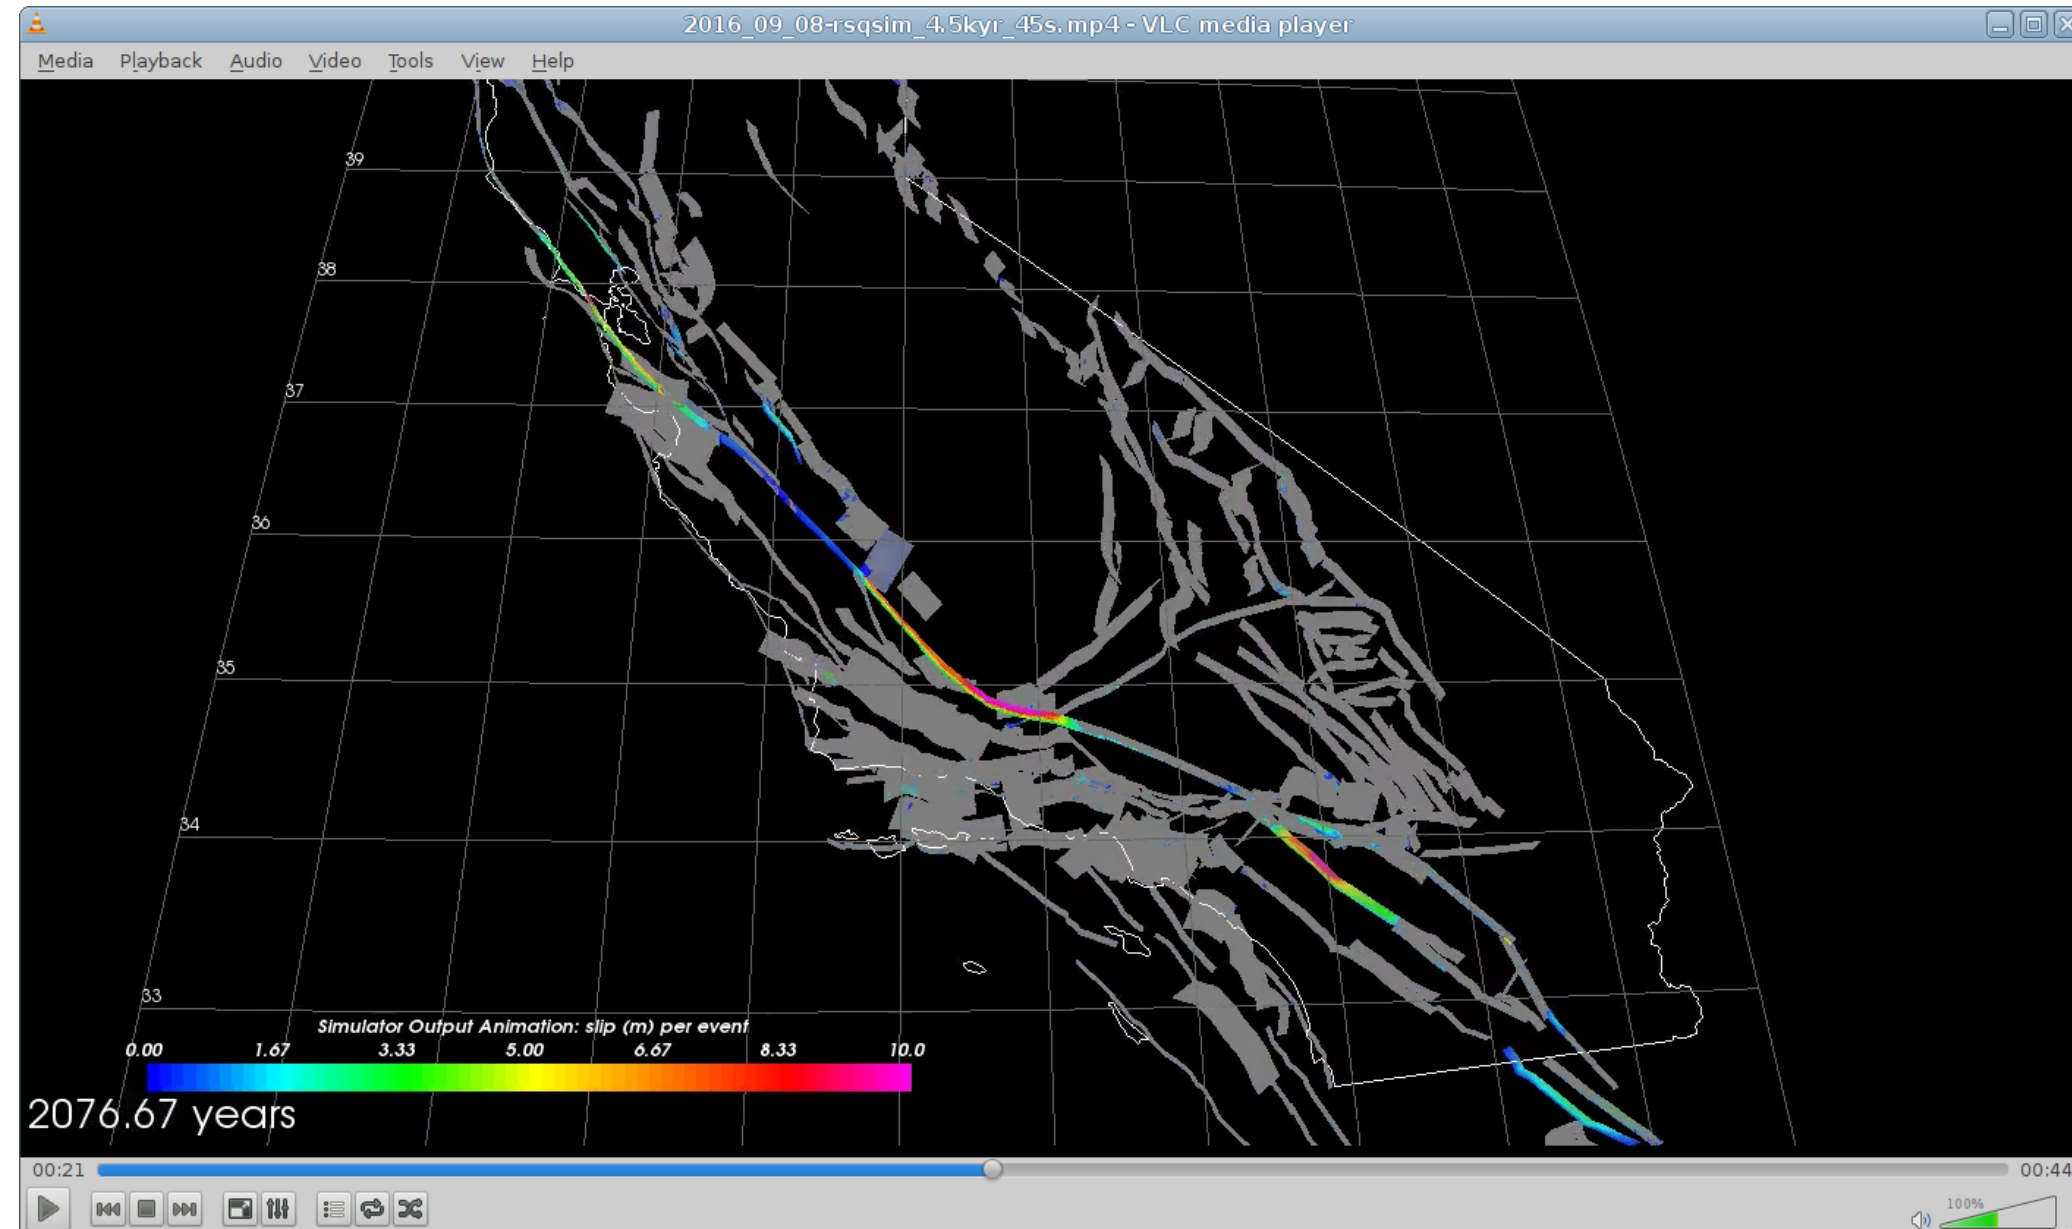 2016_09_08-rsqsim_4.5kyr_45s.mp4 - VLC media player
Media Playback Audio Video Tools View Help
39
38
37
36
35
34
33
Simulator Output Animation: slip (m) per event
0.00 1.67 3.33 5.00 6.67 8.33 10.0
2076.67 years
00:21 00:44
100%